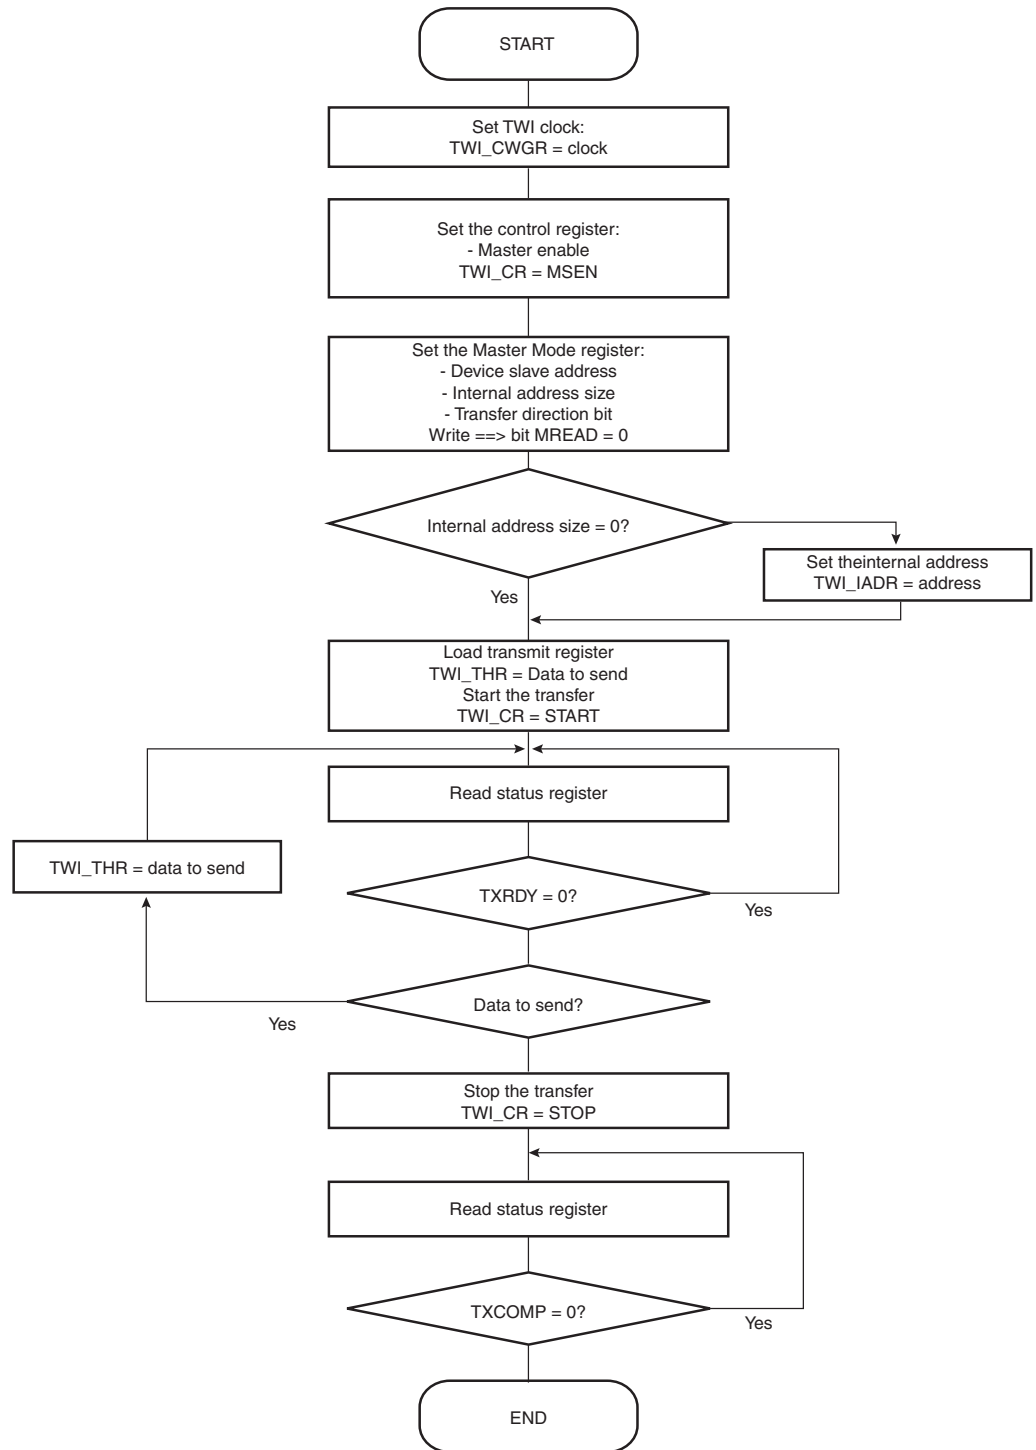 START
Set TWI clock:
TWI_CWGR = clock
Set the control register:
- Master enable
TWI_CR = MSEN
Set the Master Mode register:
- Device slave address
- Internal address size
- Transfer direction bit
Write ==> bit MREAD = 0
Internal address size = 0?
Set theinternal address
TWI_IADR = address
Yes
Load transmit register
TWI_THR = Data to send
Start the transfer
TWI_CR = START
Read status register
TWI_THR = data to send
TXRDY = 0?
Yes
Data to send?
Yes
Stop the transfer
TWI_CR = STOP
Read status register
TXCOMP = 0?
Yes
END